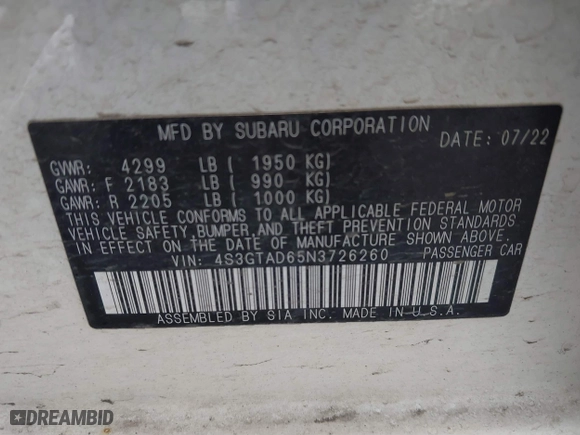 MFD BY SUBARU CORPORATION
DATE: 07/22
GVWR: 4299 LB ( 1950 KG)
GAWR: F 2183 LB ( 990 KG)
GAWR: R 2205 LB ( 1000 KG)
THIS VEHICLE CONFORMS TO ALL APPLICABLE FEDERAL MOTOR
VEHICLE SAFETY, BUMPER, AND THEFT PREVENTION STANDARDS
IN EFFECT ON THE DATE OF MANUFACTURE SHOWN ABOVE.
VIN: 4S3GTAD65N3726260 PASSENGER CAR
ASSEMBLED BY SIA INC. MADE IN U.S.A.
DREAMBID